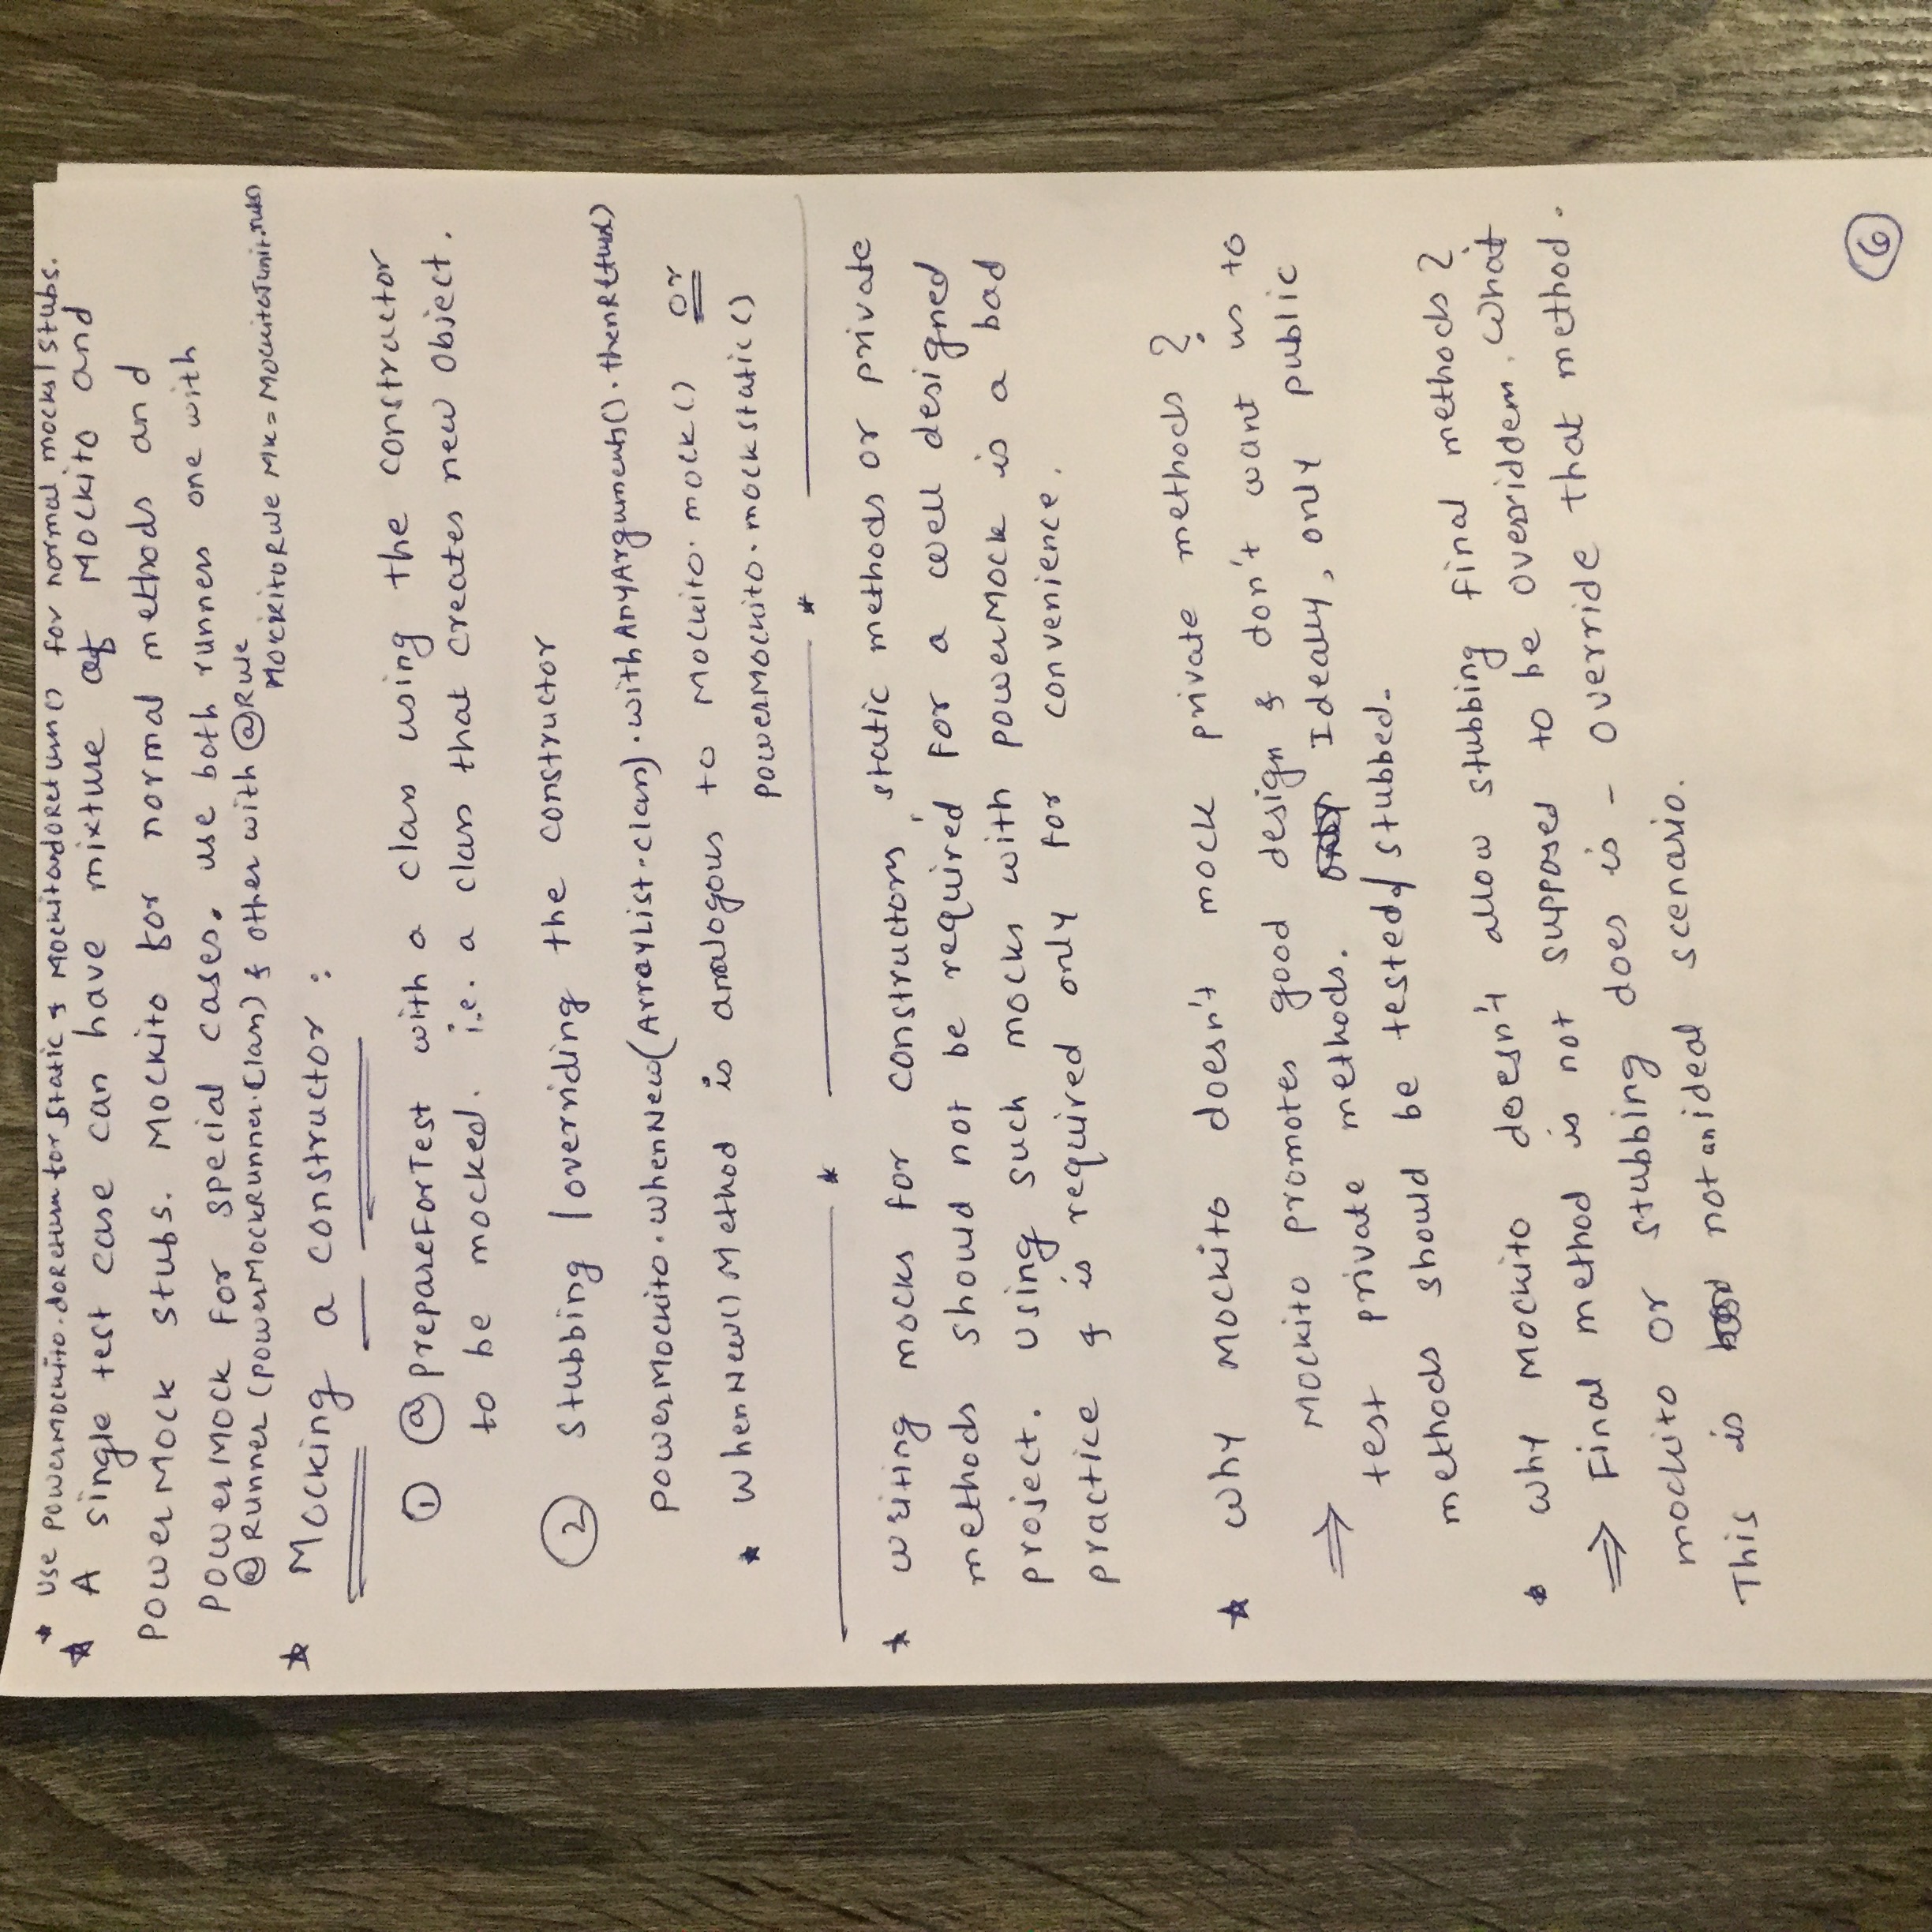 * Use PowerMockito.doReturn for static & Mockito.doReturn() for normal mocks/stubs.
* A single test case can have mixture of Mockito and
PowerMock stubs. Mockito for normal methods and
PowerMock for special cases. use both runners one with
@Runner (PowerMockRunner.class) & other with @Rule
MockitoRule Mk = MockitoJunit.rule()
* Mocking a constructor :
① @PrepareForTest with a class using the constructor
to be mocked. i.e. a class that creates new object.
② Stubbing / overriding the constructor
PowerMockito.whenNew(ArrayList.class).withAnyArguments().thenReturn()
* WhenNew() Method is analogous to Mockito.mock() or
PowerMockito.mockstatic()
* *
* Writing mocks for constructors, static methods or private
methods should not be required for a well designed
project. Using such mocks with PowerMock is a bad
practice & is required only for convenience.
* Why Mockito doesn't mock private methods ?
⇒ Mockito promotes good design & don't want us to
test private methods. Ideally, only public
methods should be tested/stubbed.
* Why Mockito doesn't allow stubbing final methods ?
⇒ Final method is not supposed to be overriddem. What
mockito or stubbing does is - override that method.
This is not an ideal scenario.
6